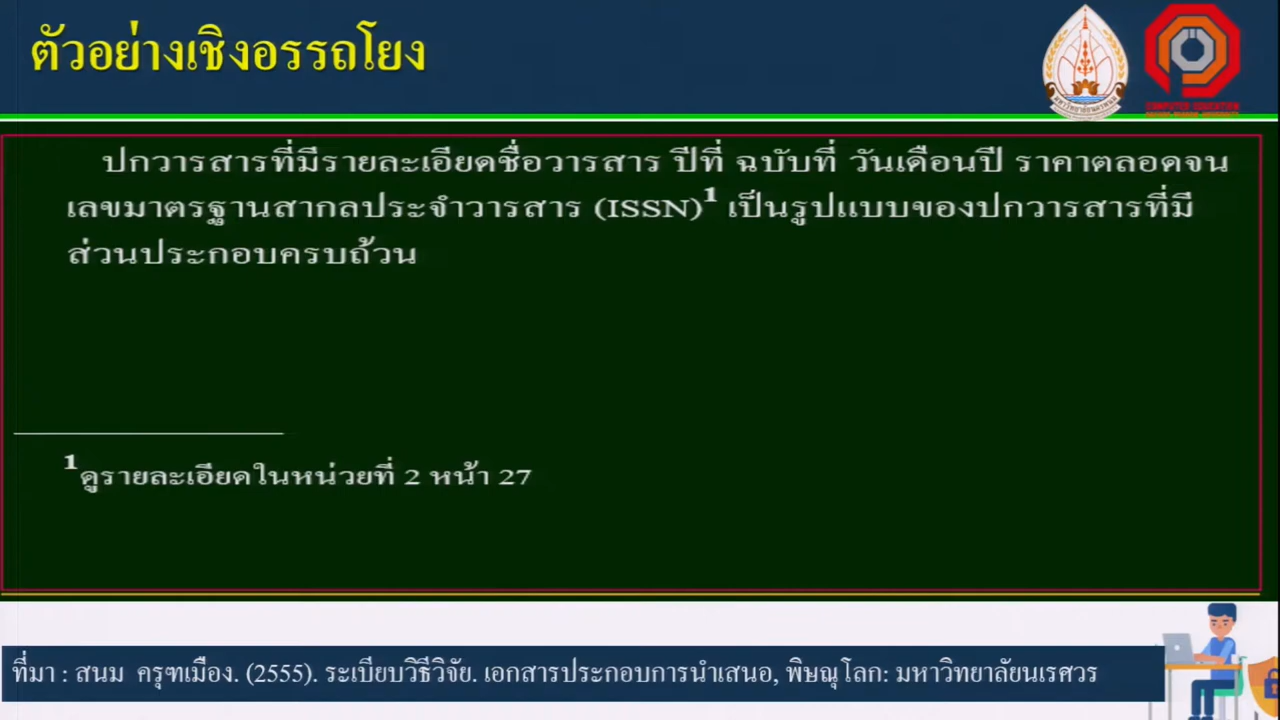 ตัวอย่างเชิงอรรถโยง
ปกวารสารที่มีรายละเอียดชื่อวารสาร ปีที่ ฉบับที่ วันเดือนปี ราคาตลอดจน
เลขมาตรฐานสากลประจำวารสาร (ISSN)¹ เป็นรูปแบบของปกวารสารที่มี
ส่วนประกอบครบถ้วน
¹ดูรายละเอียดในหน่วยที่ 2 หน้า 27
ที่มา : สนม ครุฑเมือง. (2555). ระเบียบวิธีวิจัย. เอกสารประกอบการนำเสนอ, พิษณุโลก: มหาวิทยาลัยนเรศวร
COMPUTER EDUCATION